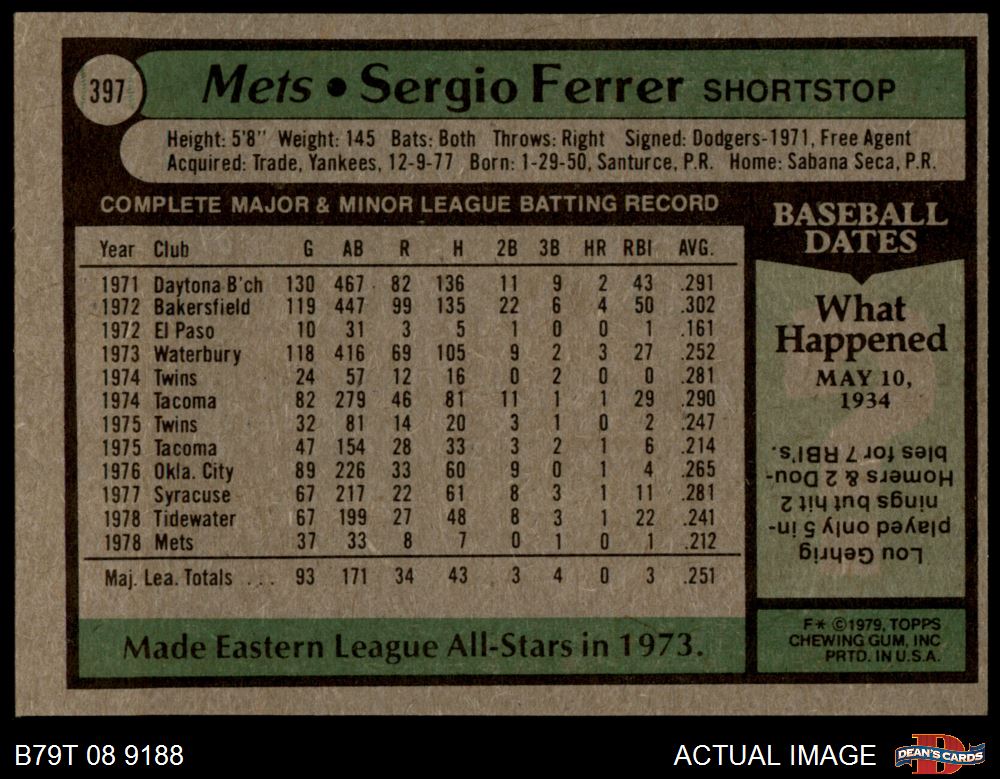 397
Mets • Sergio Ferrer SHORTSTOP
Height: 5'8" Weight: 145 Bats: Both Throws: Right Signed: Dodgers-1971, Free Agent
Acquired: Trade, Yankees, 12-9-77 Born: 1-29-50, Santurce, P.R. Home: Sabana Seca, P.R.
COMPLETE MAJOR & MINOR LEAGUE BATTING RECORD
Year Club G AB R H 2B 3B HR RBI AVG.
1971 Daytona B'ch 130 467 82 136 11 9 2 43 .291
1972 Bakersfield 119 447 99 135 22 6 4 50 .302
1972 El Paso 10 31 3 5 1 0 0 1 .161
1973 Waterbury 118 416 69 105 9 2 3 27 .252
1974 Twins 24 57 12 16 0 2 0 0 .281
1974 Tacoma 82 279 46 81 11 1 1 29 .290
1975 Twins 32 81 14 20 3 1 0 2 .247
1975 Tacoma 47 154 28 33 3 2 1 6 .214
1976 Okla. City 89 226 33 60 9 0 1 4 .265
1977 Syracuse 67 217 22 61 8 3 1 11 .281
1978 Tidewater 67 199 27 48 8 3 1 22 .241
1978 Mets 37 33 8 7 0 1 0 1 .212
Maj. Lea. Totals ... 93 171 34 43 3 4 0 3 .251
Made Eastern League All-Stars in 1973.
BASEBALL
DATES
What
Happened
MAY 10,
1934
Lou Gehrig
played only 5 in-
nings but hit 2
Homers & 2 Dou-
bles for 7 RBI's.
F* ©1979, TOPPS
CHEWING GUM, INC
PRTD. IN U.S.A.
B79T 08 9188
ACTUAL IMAGE
D
DEAN'S CARDS